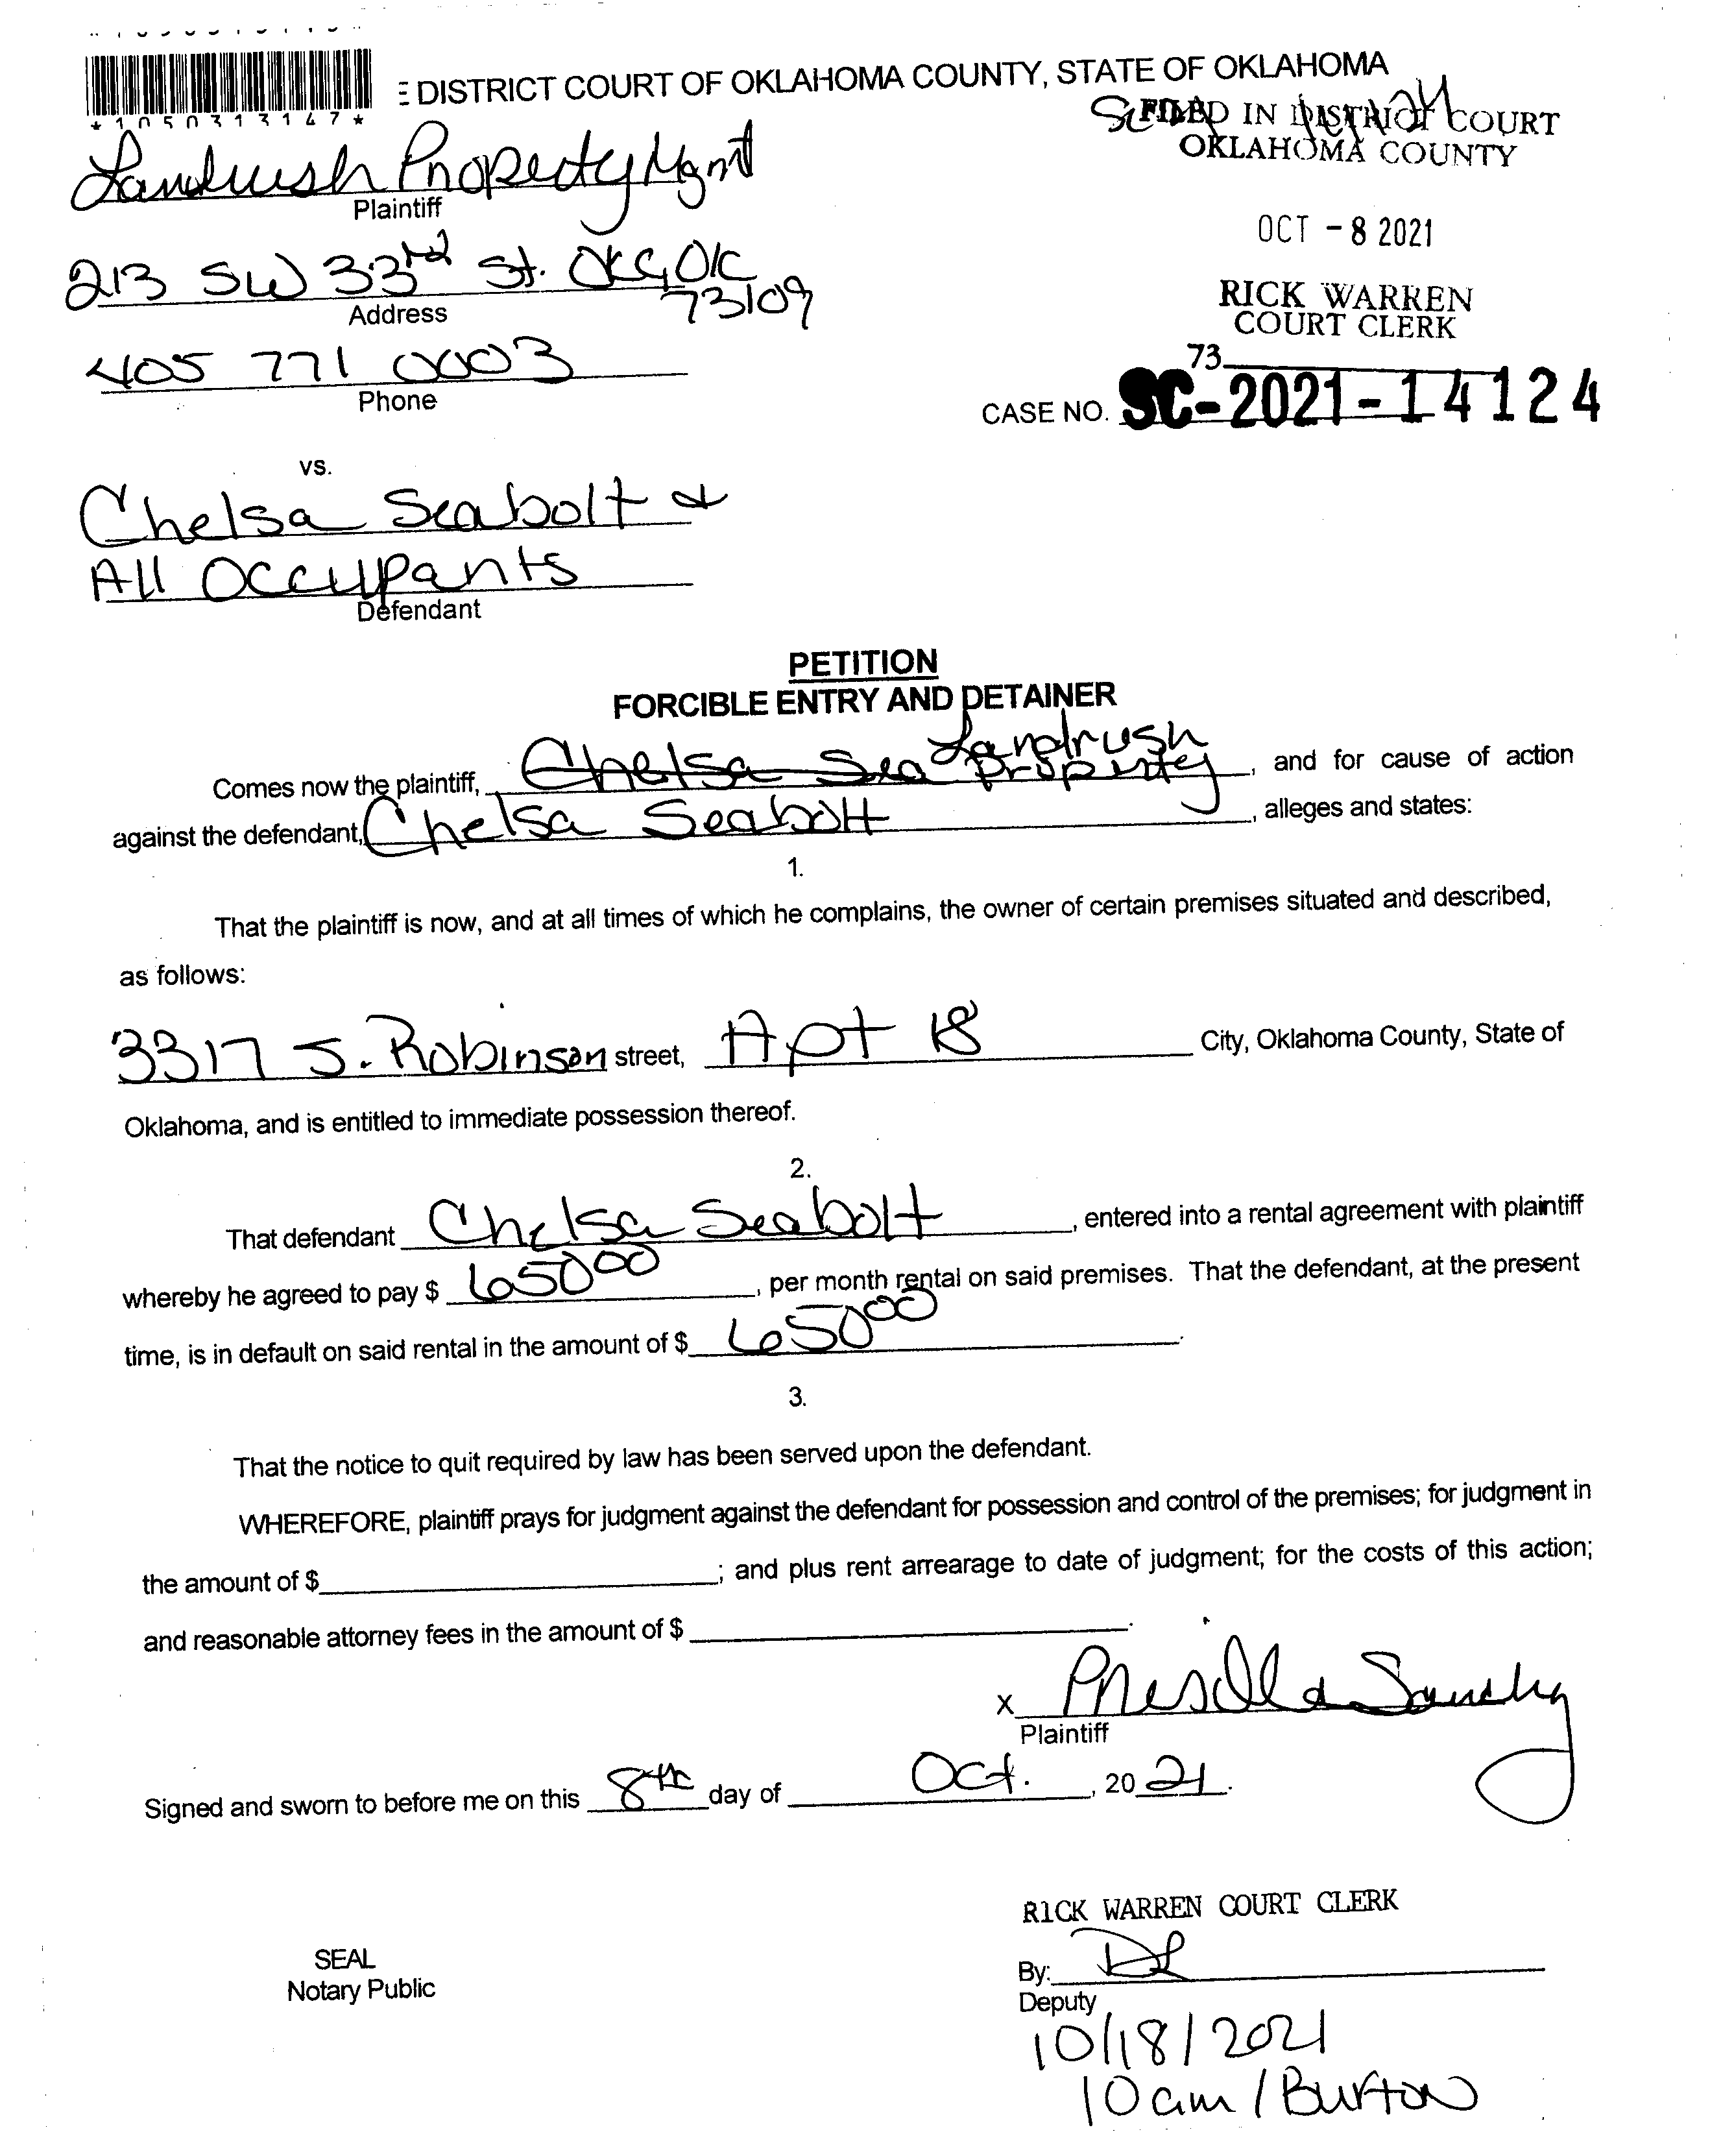 *1050313147*
E DISTRICT COURT OF OKLAHOMA COUNTY, STATE OF OKLAHOMA
FILED IN DISTRICT COURT
OKLAHOMA COUNTY
Landrush Property Mgmt
Plaintiff
OCT - 8 2021
213 SW 33rd St. OKC, OK
73109
Address
RICK WARREN
COURT CLERK
405 771 0003
Phone
73
CASE NO. SC-2021-14124
vs.
Chelsa Seabolt &
All Occupants
Defendant
PETITION
FORCIBLE ENTRY AND DETAINER
Landrush
Comes now the plaintiff, Chelsa Sea Property, and for cause of action
against the defendant, Chelsa Seabolt, alleges and states:
1.
That the plaintiff is now, and at all times of which he complains, the owner of certain premises situated and described,
as follows:
3317 S. Robinson street, Apt 18 City, Oklahoma County, State of
Oklahoma, and is entitled to immediate possession thereof.
2.
That defendant Chelsa Seabolt, entered into a rental agreement with plaintiff
whereby he agreed to pay $ 650 00, per month rental on said premises. That the defendant, at the present
time, is in default on said rental in the amount of $ 650 00.
3.
That the notice to quit required by law has been served upon the defendant.
WHEREFORE, plaintiff prays for judgment against the defendant for possession and control of the premises; for judgment in
the amount of $; and plus rent arrearage to date of judgment; for the costs of this action;
and reasonable attorney fees in the amount of $.
X Priscilla Sanchez
Plaintiff
Signed and sworn to before me on this 8th day of Oct., 2021.
RICK WARREN COURT CLERK
SEAL
Notary Public
By: DL
Deputy
10/18/2021
10am / Burton